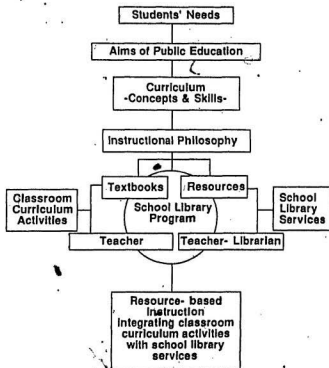 Students' Needs
Aims of Public Education
Curriculum
-Concepts & Skills-
Instructional Philosophy
Textbooks
Resources
Classroom
Curriculum
Activities
School Library
Program
School
Library
Services
Teacher
Teacher- Librarian
Resource- based
Instruction
integrating classroom
curriculum activities
with school library
services